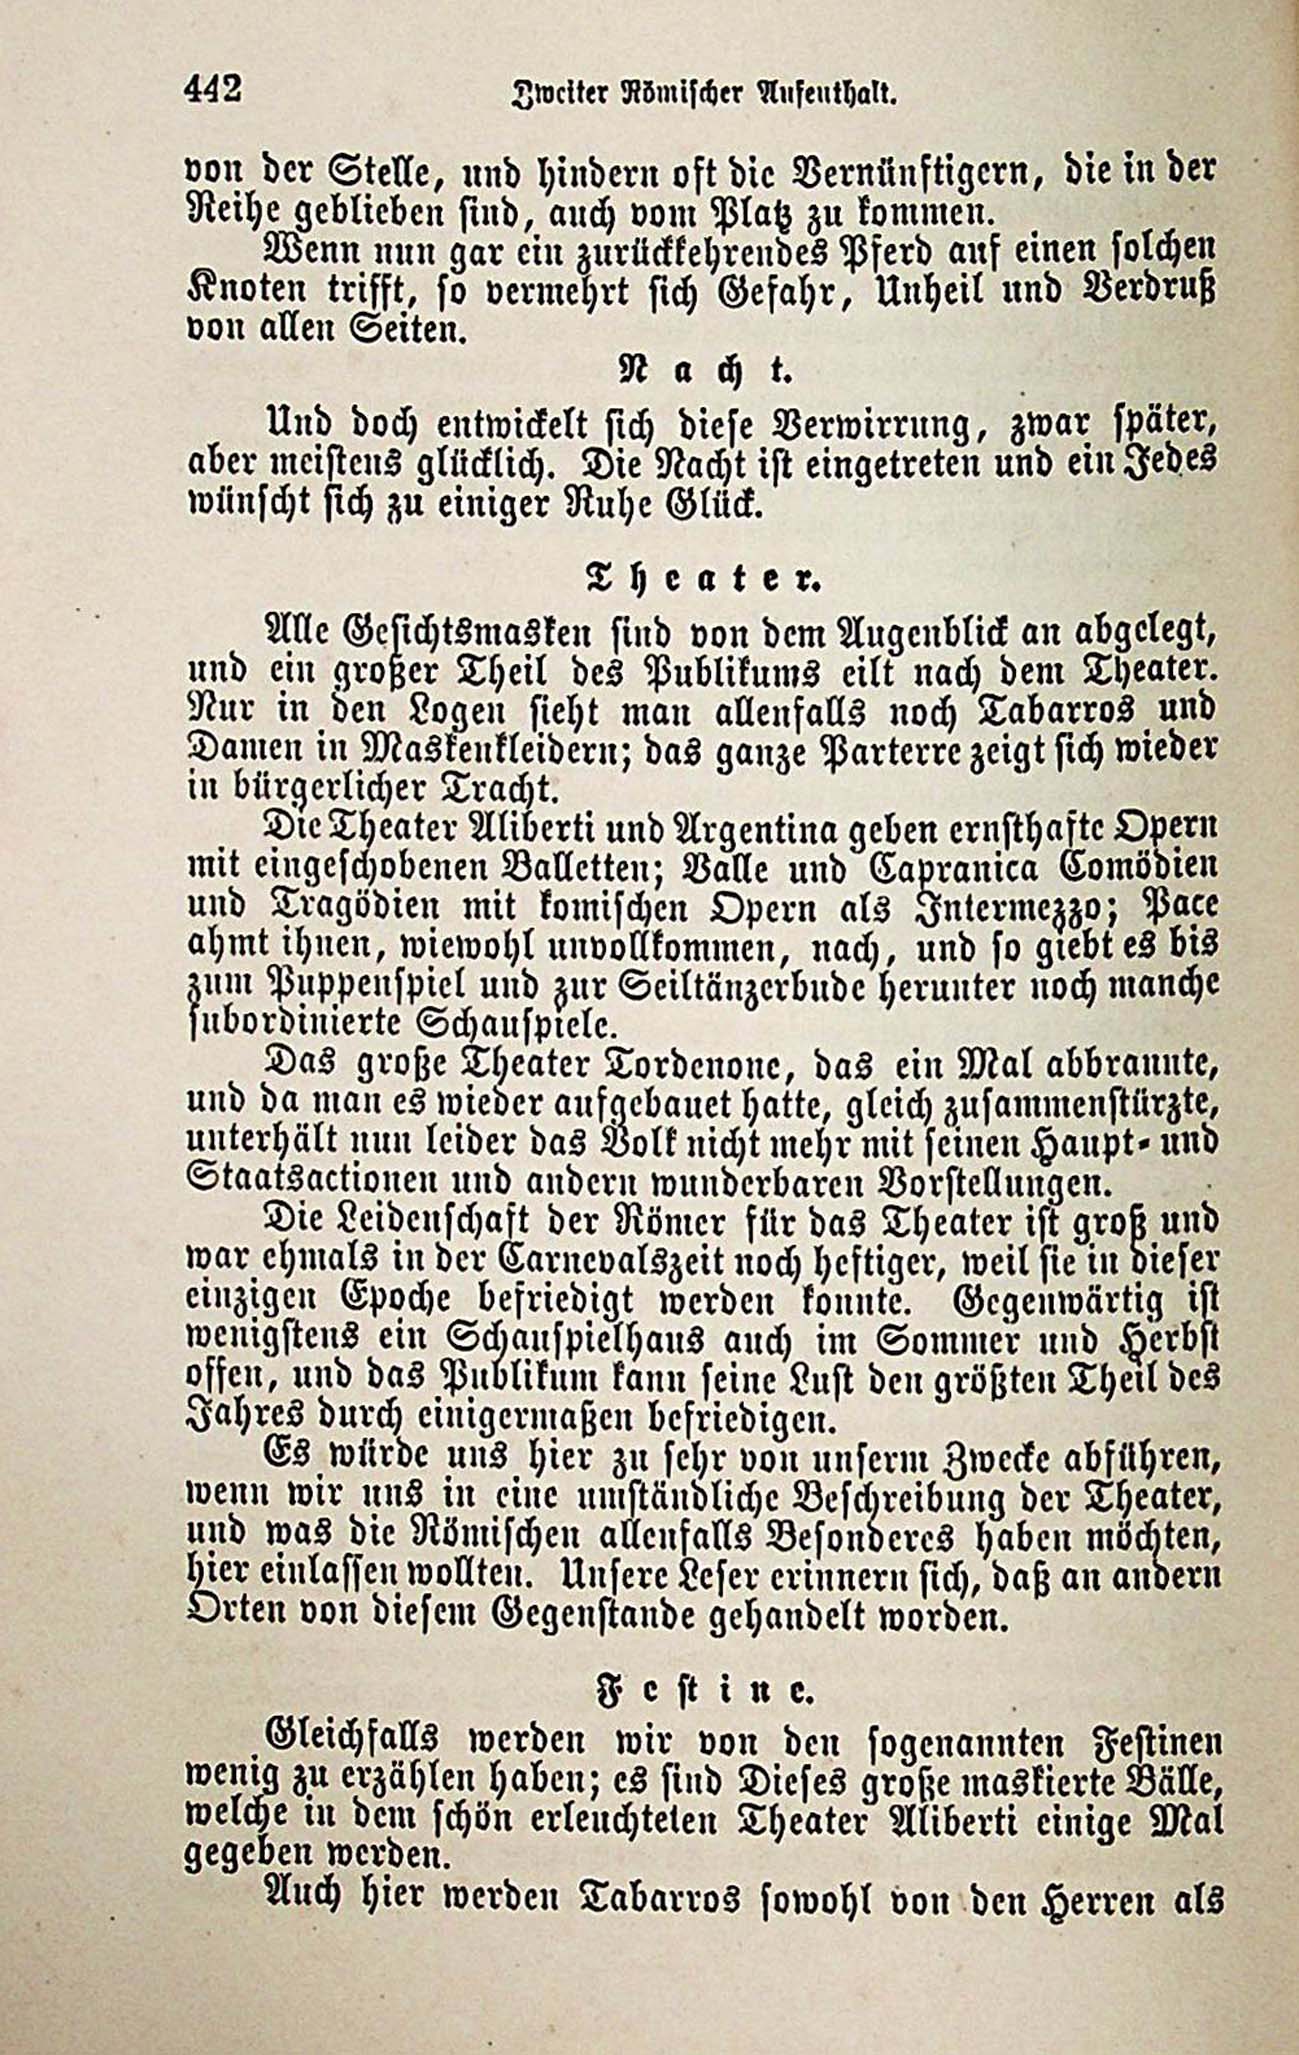 442
Zweiter Römischer Aufenthalt.
von der Stelle, und hindern oft die Vernünftigern, die in der
Reihe geblieben sind, auch vom Platz zu kommen.
Wenn nun gar ein zurückkehrendes Pferd auf einen solchen
Knoten trifft, so vermehrt sich Gefahr, Unheil und Verdruß
von allen Seiten.
Nacht.
Und doch entwickelt sich diese Verwirrung, zwar später,
aber meistens glücklich. Die Nacht ist eingetreten und ein Jedes
wünscht sich zu einiger Ruhe Glück.
Theater.
Alle Gesichtsmasken sind von dem Augenblick an abgelegt,
und ein großer Theil des Publikums eilt nach dem Theater.
Nur in den Logen sieht man allenfalls noch Tabarros und
Damen in Maskenkleidern; das ganze Parterre zeigt sich wieder
in bürgerlicher Tracht.
Die Theater Aliberti und Argentina geben ernsthafte Opern
mit eingeschobenen Balletten; Valle und Capranica Comödien
und Tragödien mit komischen Opern als Intermezzo; Pace
ahmt ihnen, wiewohl unvollkommen, nach, und so giebt es bis
zum Puppenspiel und zur Seiltänzerbude herunter noch manche
subordinierte Schauspiele.
Das große Theater Tordenone, das ein Mal abbrannte,
und da man es wieder aufgebauet hatte, gleich zusammenstürzte,
unterhält nun leider das Volk nicht mehr mit seinen Haupt- und
Staatsactionen und andern wunderbaren Vorstellungen.
Die Leidenschaft der Römer für das Theater ist groß und
war ehmals in der Carnevalszeit noch heftiger, weil sie in dieser
einzigen Epoche befriedigt werden konnte. Gegenwärtig ist
wenigstens ein Schauspielhaus auch im Sommer und Herbst
offen, und das Publikum kann seine Lust den größten Theil des
Jahres durch einigermaßen befriedigen.
Es würde uns hier zu sehr von unserm Zwecke abführen,
wenn wir uns in eine umständliche Beschreibung der Theater,
und was die Römischen allenfalls Besonderes haben möchten,
hier einlassen wollten. Unsere Leser erinnern sich, daß an andern
Orten von diesem Gegenstande gehandelt worden.
Festine.
Gleichfalls werden wir von den sogenannten Festinen
wenig zu erzählen haben; es sind Dieses große maskierte Bälle,
welche in dem schön erleuchteten Theater Aliberti einige Mal
gegeben werden.
Auch hier werden Tabarros sowohl von den Herren als